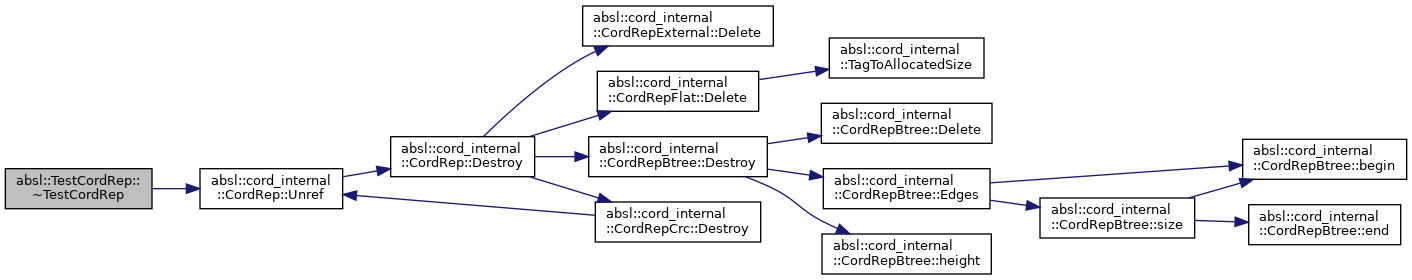 absl::cord_internal
::CordRepExternal::Delete
absl::cord_internal
::TagToAllocatedSize
absl::cord_internal
::CordRepFlat::Delete
absl::cord_internal
::CordRepBtree::Delete
absl::cord_internal
::CordRep::Destroy
absl::cord_internal
::CordRepBtree::Destroy
absl::cord_internal
::CordRepBtree::begin
absl::TestCordRep::
~TestCordRep
absl::cord_internal
::CordRep::Unref
absl::cord_internal
::CordRepBtree::Edges
absl::cord_internal
::CordRepCrc::Destroy
absl::cord_internal
::CordRepBtree::size
absl::cord_internal
::CordRepBtree::end
absl::cord_internal
::CordRepBtree::height